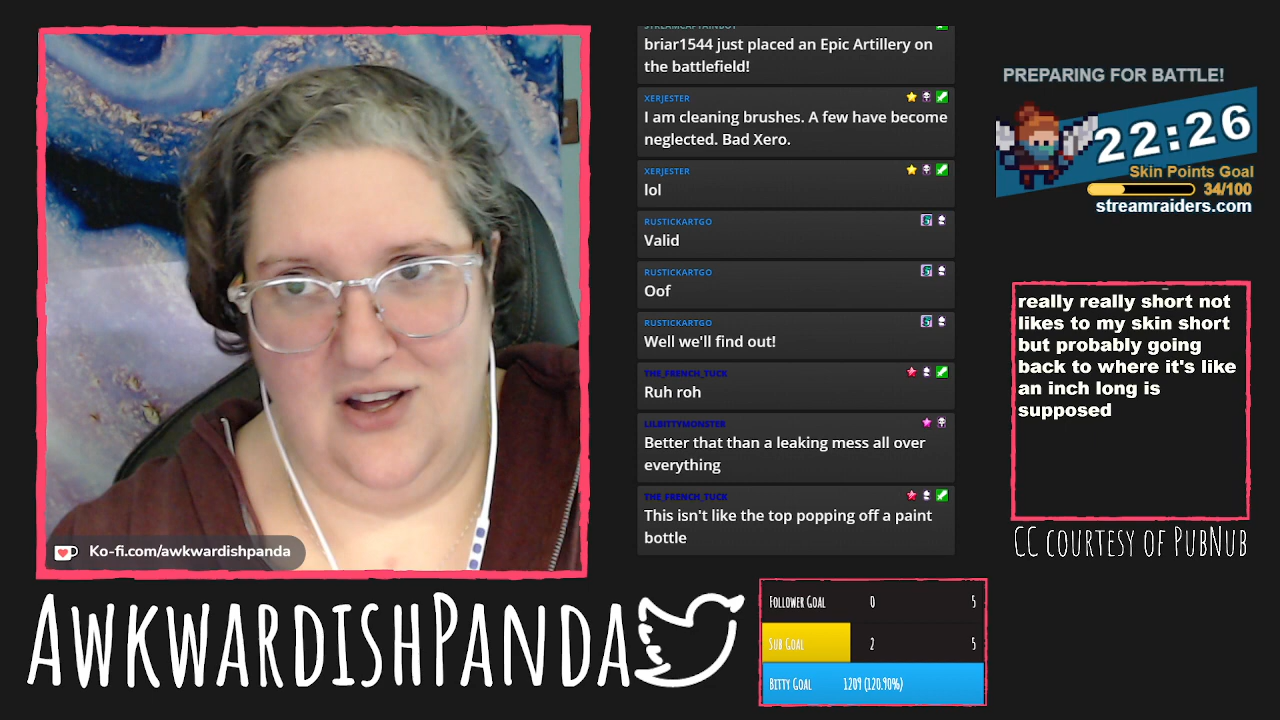 Ko-fi.com/awkwardishpanda
AwkwardishPanda
STREAMCAPTAINBOT
briar1544 just placed an Epic Artillery on
the battlefield!
XERJESTER
I am cleaning brushes. A few have become
neglected. Bad Xero.
XERJESTER
lol
RUSTICKARTGO
Valid
RUSTICKARTGO
Oof
RUSTICKARTGO
Well we'll find out!
THE_FRENCH_TUCK
Ruh roh
LILBITTYMONSTER
Better that than a leaking mess all over
everything
THE_FRENCH_TUCK
This isn't like the top popping off a paint
bottle
Follower Goal 0 5
Sub Goal 2 5
Bitty Goal 1209 (120.90%)
PREPARING FOR BATTLE!
22:26
Skin Points Goal
34/100
streamraiders.com
really really short not
likes to my skin short
but probably going
back to where it's like
an inch long is
supposed
CC courtesy of PubNub